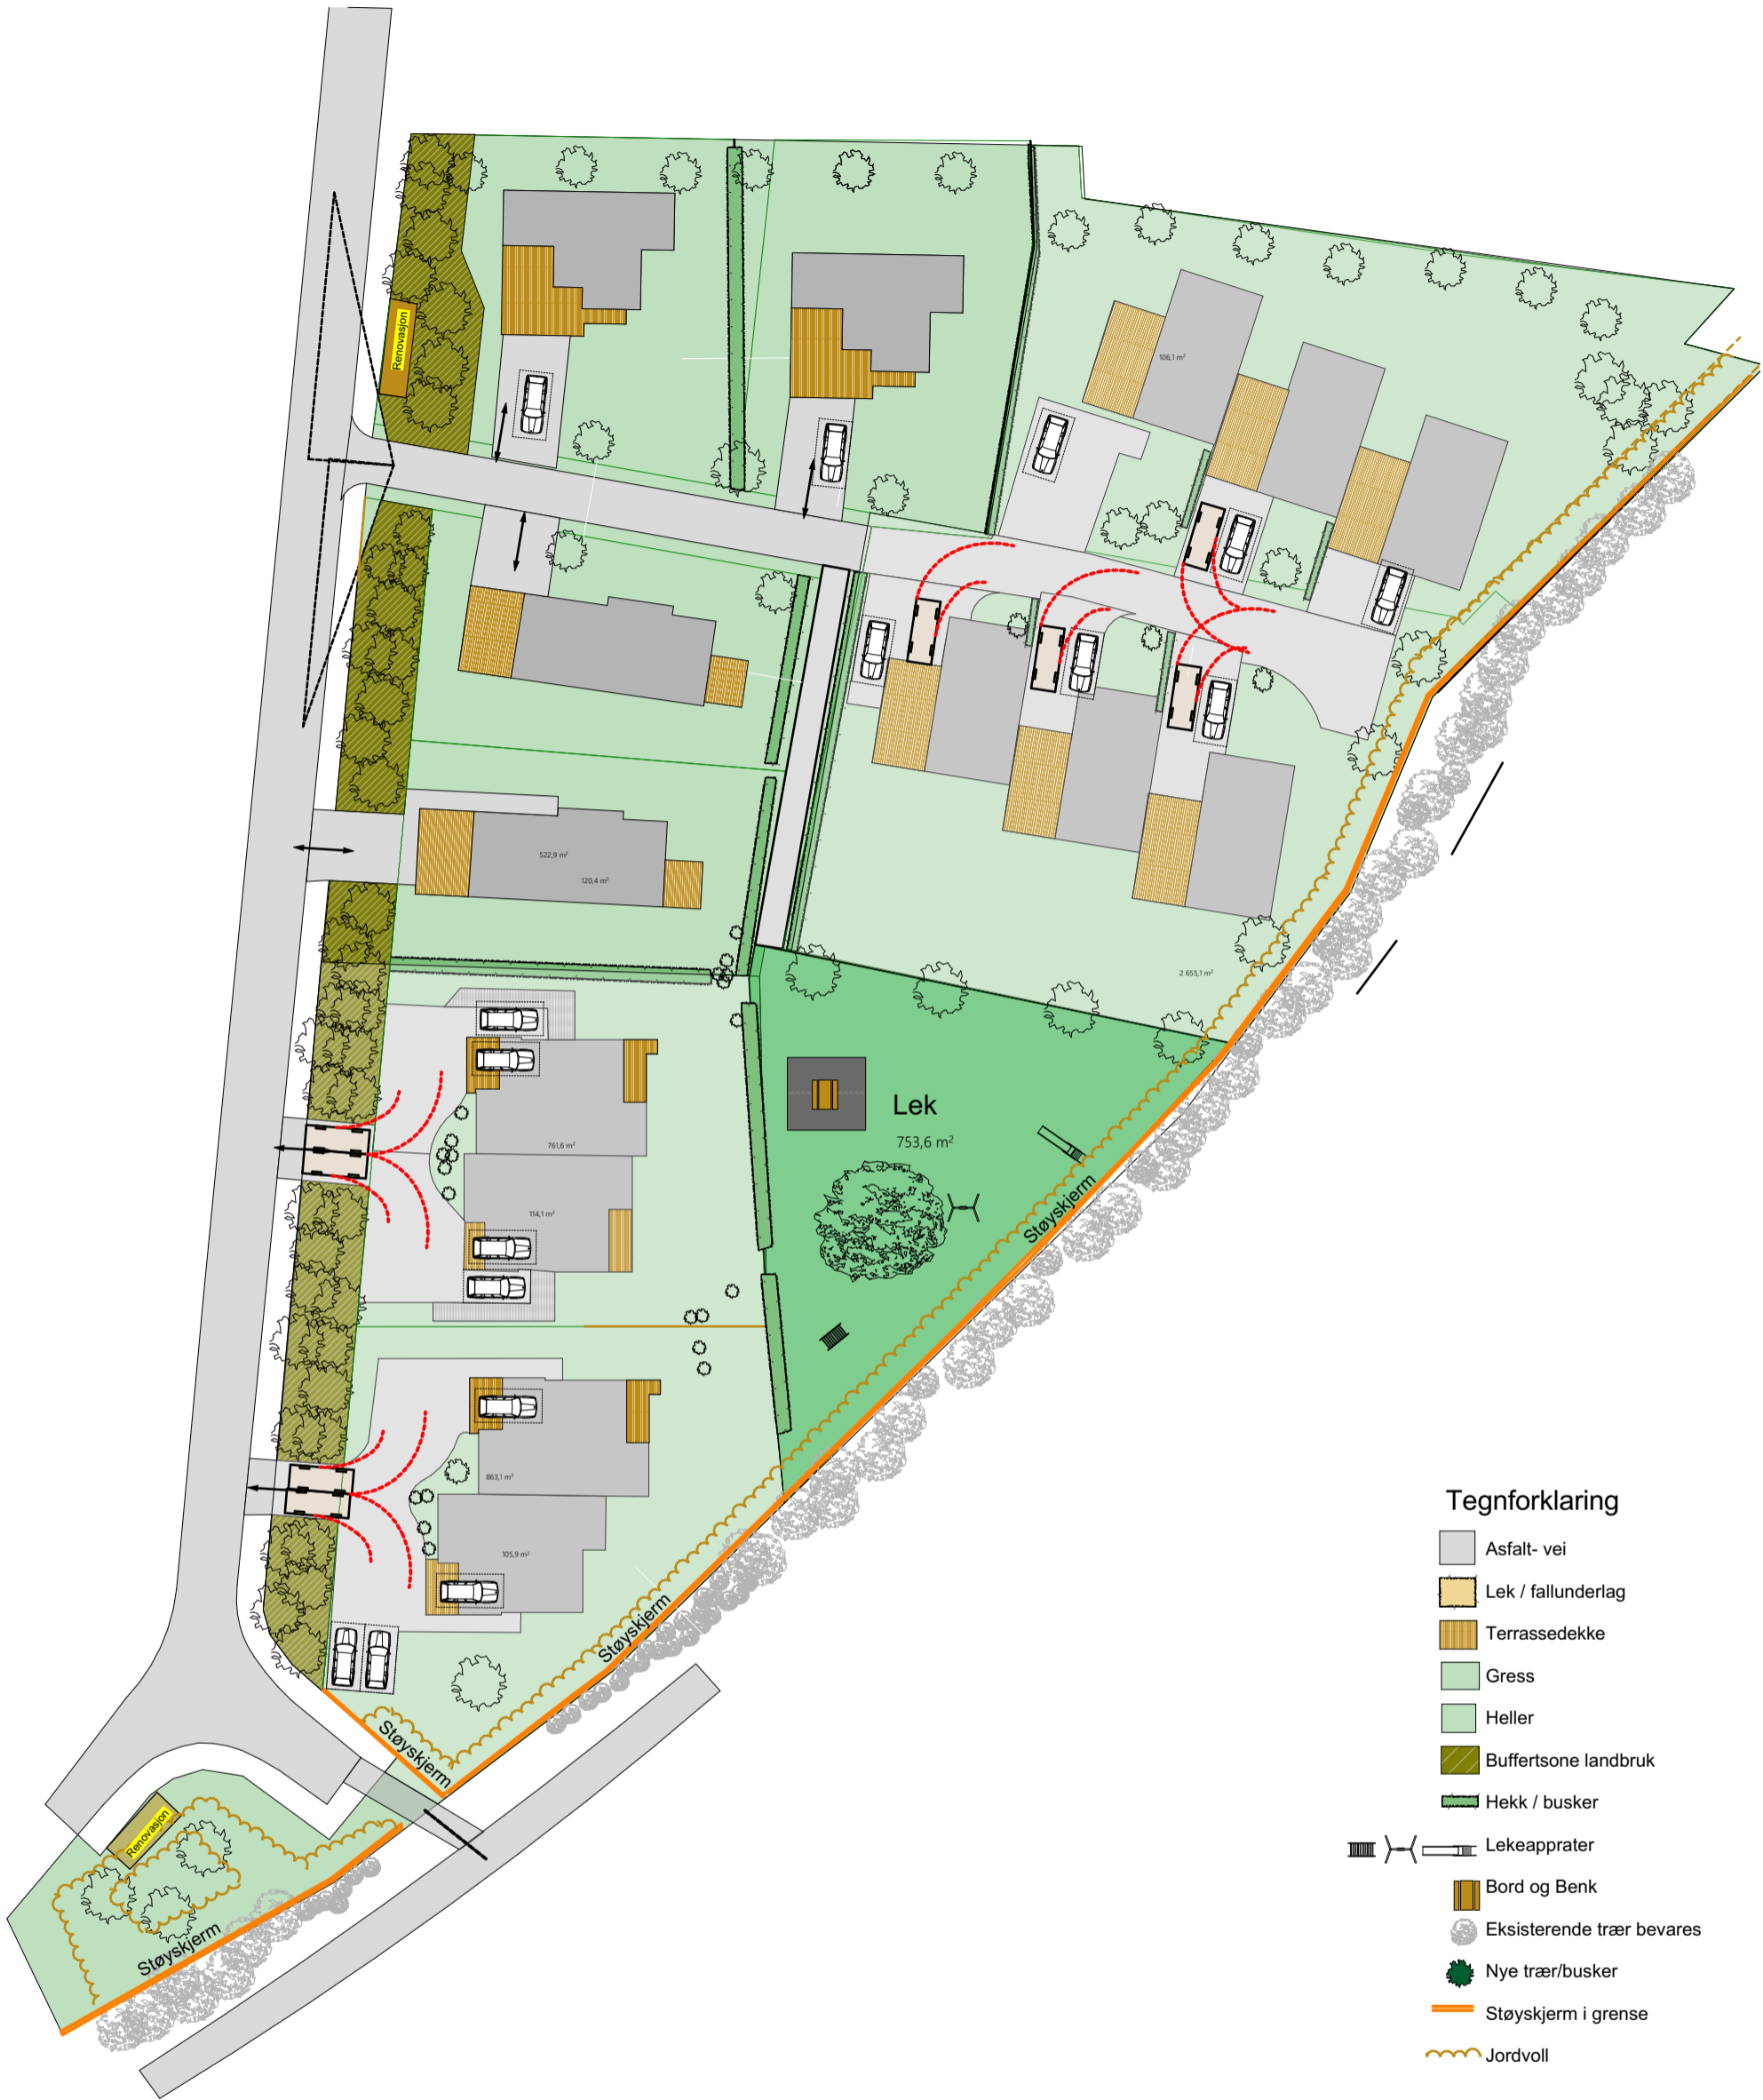 Renovasjon
106,1 m²
522,9 m²
120,4 m²
2 655,1 m²
Lek
753,6 m²
761,6 m²
114,1 m²
Støyskjerm
863,1 m²
105,9 m²
Støyskjerm
Støyskjerm
Renovasjon
Støyskjerm
Tegnforklaring
Asfalt- vei
Lek / fallunderlag
Terrassedekke
Gress
Heller
Buffertsone landbruk
Hekk / busker
Lekeapprater
Bord og Benk
Eksisterende trær bevares
Nye trær/busker
Støyskjerm i grense
Jordvoll